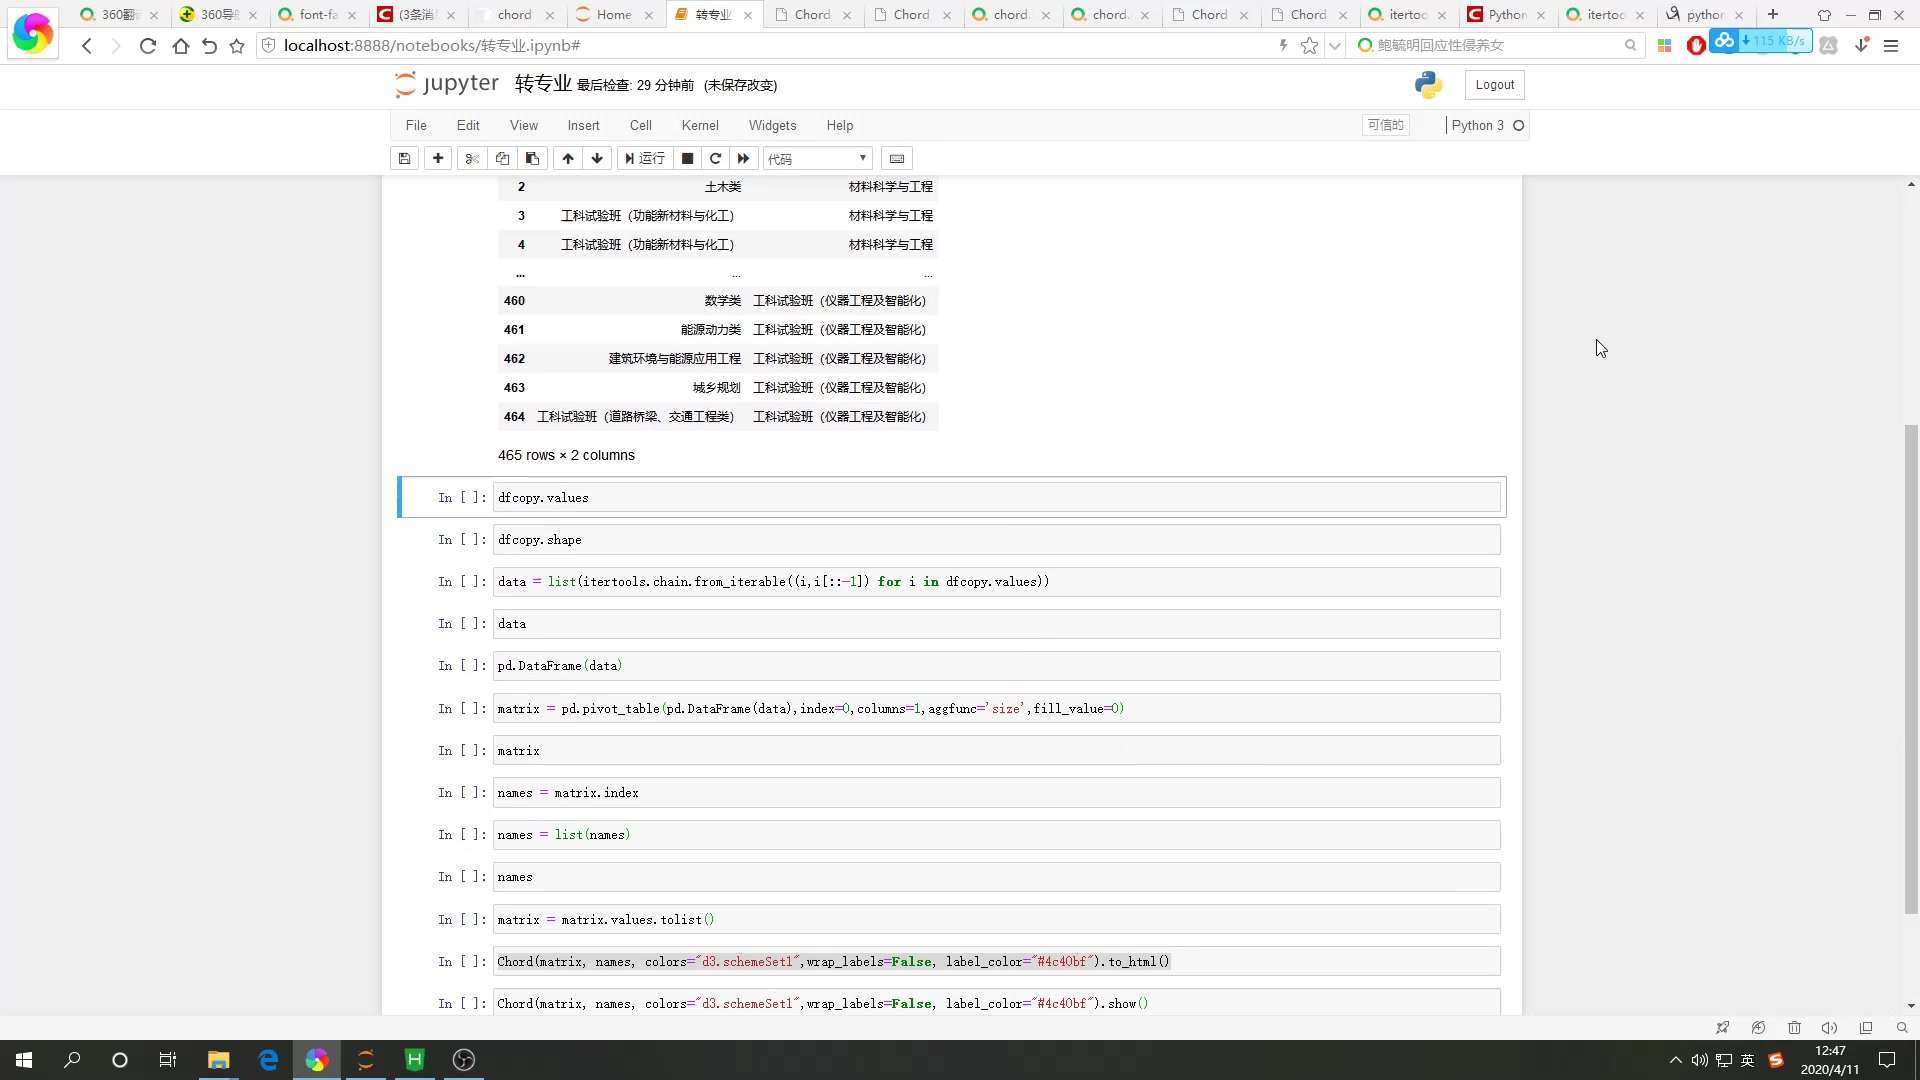 360翻
360导
font-fa
(3条消
chord
Home
转专业
Chord
Chord
chord.
chord.
Chord
Chord
itertoo
Python
itertoo
python
localhost:8888/notebooks/转专业.ipynb#
鲍毓明回应性侵养女
115 KB/s
jupyter 转专业 最后检查: 29 分钟前 (未保存改变)
Logout
File Edit View Insert Cell Kernel Widgets Help
可信的
Python 3
运行
代码
2 土木类 材料科学与工程
3 工科试验班（功能新材料与化工） 材料科学与工程
4 工科试验班（功能新材料与化工） 材料科学与工程
... ... ...
460 数学类 工科试验班（仪器工程及智能化）
461 能源动力类 工科试验班（仪器工程及智能化）
462 建筑环境与能源应用工程 工科试验班（仪器工程及智能化）
463 城乡规划 工科试验班（仪器工程及智能化）
464 工科试验班（道路桥梁、交通工程类） 工科试验班（仪器工程及智能化）
465 rows × 2 columns
In [ ]: dfcopy.values
In [ ]: dfcopy.shape
In [ ]: data = list(itertools.chain.from_iterable((i,i[::-1]) for i in dfcopy.values))
In [ ]: data
In [ ]: pd.DataFrame(data)
In [ ]: matrix = pd.pivot_table(pd.DataFrame(data),index=0,columns=1,aggfunc='size',fill_value=0)
In [ ]: matrix
In [ ]: names = matrix.index
In [ ]: names = list(names)
In [ ]: names
In [ ]: matrix = matrix.values.tolist()
In [ ]: Chord(matrix, names, colors="d3.schemeSet1",wrap_labels=False, label_color="#4c40bf").to_html()
In [ ]: Chord(matrix, names, colors="d3.schemeSet1",wrap_labels=False, label_color="#4c40bf").show()
英
12:47
2020/4/11